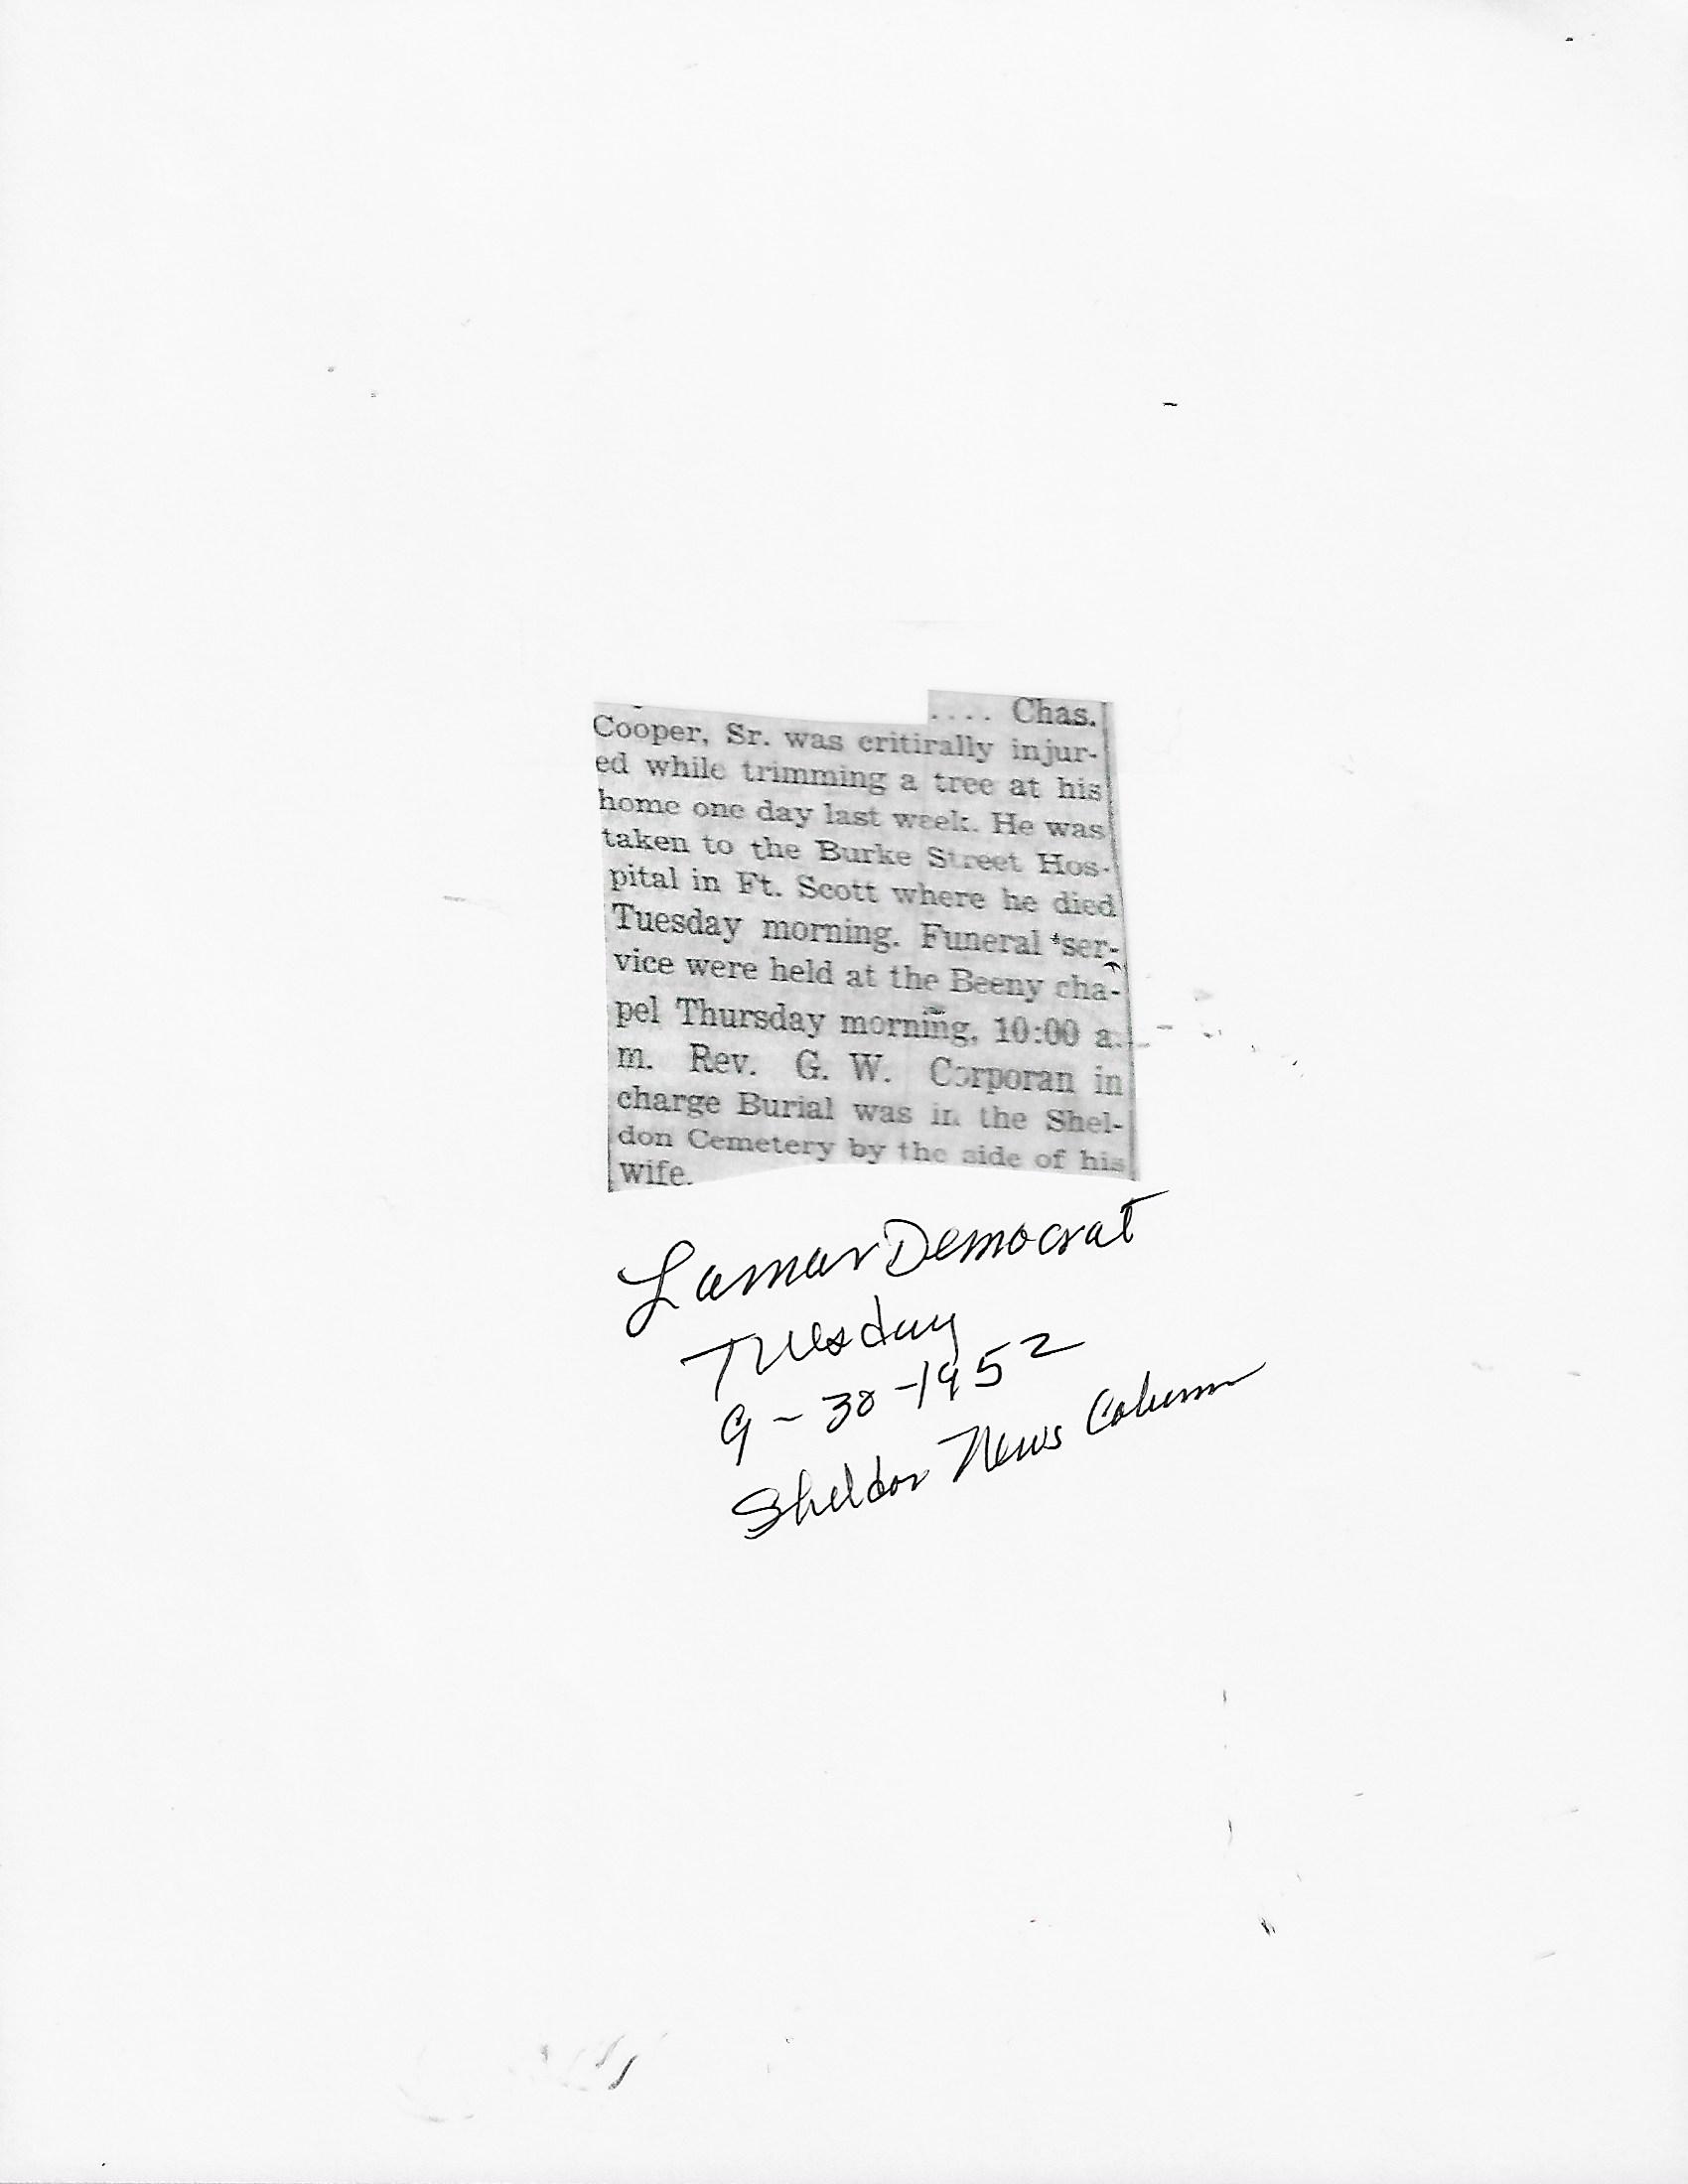 .... Chas.
Cooper, Sr. was critirally injur-
ed while trimming a tree at his
home one day last week. He was
taken to the Burke Street Hos-
pital in Ft. Scott where he died
Tuesday morning. Funeral ser-
vice were held at the Beeny cha-
pel Thursday morning, 10:00 a.
m. Rev. G. W. Corporan in
charge Burial was in the Shel-
don Cemetery by the side of his
wife.
Lamar Democrat
Tuesday
9-30-1952
Sheldon News Column